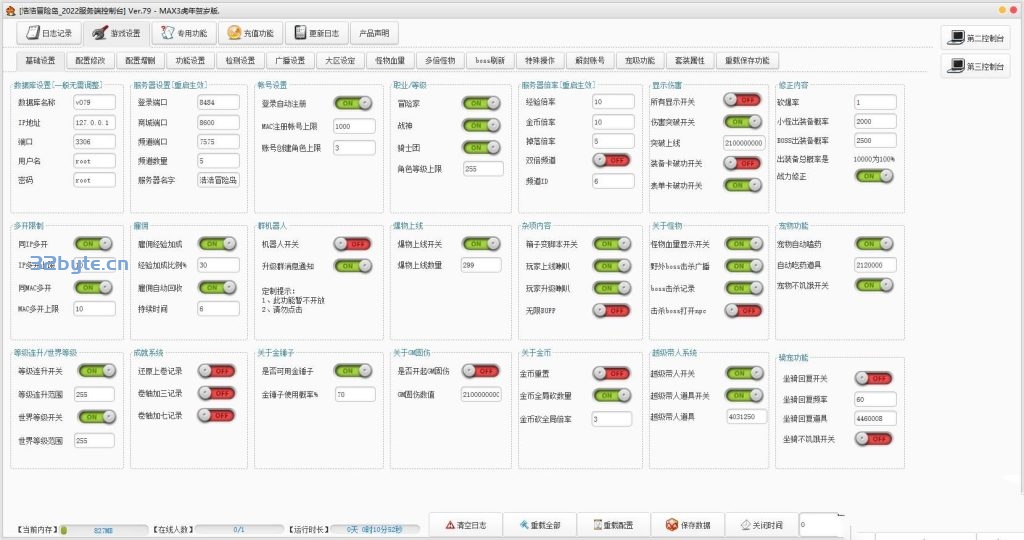 [浩浩冒险岛_2022服务端控制台] Ver.79 - MAX3虎年贺岁版.
日志记录 游戏设置 专用功能 充值功能 更新日志 产品声明
第二控制台
第三控制台
基础设置 配置修改 配置增删 功能设置 检测设置 广播设置 大区设定 怪物血量 多倍怪物 boss刷新 特殊操作 解封账号 宠吸功能 套装属性 重载保存功能
数据库设置[一般无需调整]
数据库名称 v079
IP地址 127.0.0.1
端口 3306
用户名 root
密码 root
服务器设置[重启生效]
登录端口 8484
商城端口 8600
频道端口 7575
频道数量 5
服务器名字 浩浩冒险岛
帐号设置
登录自动注册 ON
MAC注册帐号上限 1000
账号创建角色上限 3
职业/等级
冒险家 ON
战神 ON
骑士团 ON
角色等级上限 255
服务器倍率[重启生效]
经验倍率 10
金币倍率 10
掉落倍率 5
双倍频道 OFF
频道ID 6
显示伤害
所有显示开关 OFF
伤害突破开关 ON
突破上线 2100000000
装备卡破功开关 OFF
表单卡破功开关 ON
修正内容
砍爆率 1
小怪出装备概率 2000
BOSS出装备概率 2500
出装备总概率是 10000为100%
战力修正 ON
多开限制
同IP多开 ON
32byte.cn
10
同MAC多开 ON
MAC多开上限 10
雇佣
雇佣经验加成 ON
经验加成比例% 30
雇佣自动回收 ON
持续时间 6
群机器人
机器人开关 OFF
升级群消息通知 ON
定制提示:
1、此功能暂不开放
2、请勿点击
爆物上线
爆物上线开关 ON
爆物上线数量 299
杂项内容
箱子变脚本开关 ON
玩家上线喇叭 ON
玩家升级喇叭 ON
无限BUFF OFF
关于怪物
怪物血量显示开关 ON
野外boss击杀广播 ON
boss击杀记录 ON
击杀boss打开npc OFF
宠物功能
宠物自动嗑药 ON
自动吃药道具 2120000
宠物不饥饿开关 ON
等级连升/世界等级
等级连升开关 ON
等级连升范围 255
世界等级开关 ON
世界等级范围 255
成就系统
还原上卷记录 OFF
卷轴加三记录 OFF
卷轴加七记录 OFF
关于金锤子
是否可用金锤子 ON
金锤子使用概率% 70
关于GM固伤
是否开起GM固伤 OFF
GM固伤数值
关于金币
金币重置 OFF
金币全局砍数量 ON
金币砍全局倍率 3
超级带人系统
超级带人开关 ON
超级带人道具开关 ON
超级带人道具 4031250
骑宠功能
坐骑回复开关 OFF
坐骑回复频率 60
坐骑回复道具 4460008
坐骑不饥饿开关 OFF
【当前内存】 827MB 【在线人数】 0/1 【运行时长】 0天 0时10分52秒 清空日志 重载全部 重载配置 保存数据 关闭时间 0